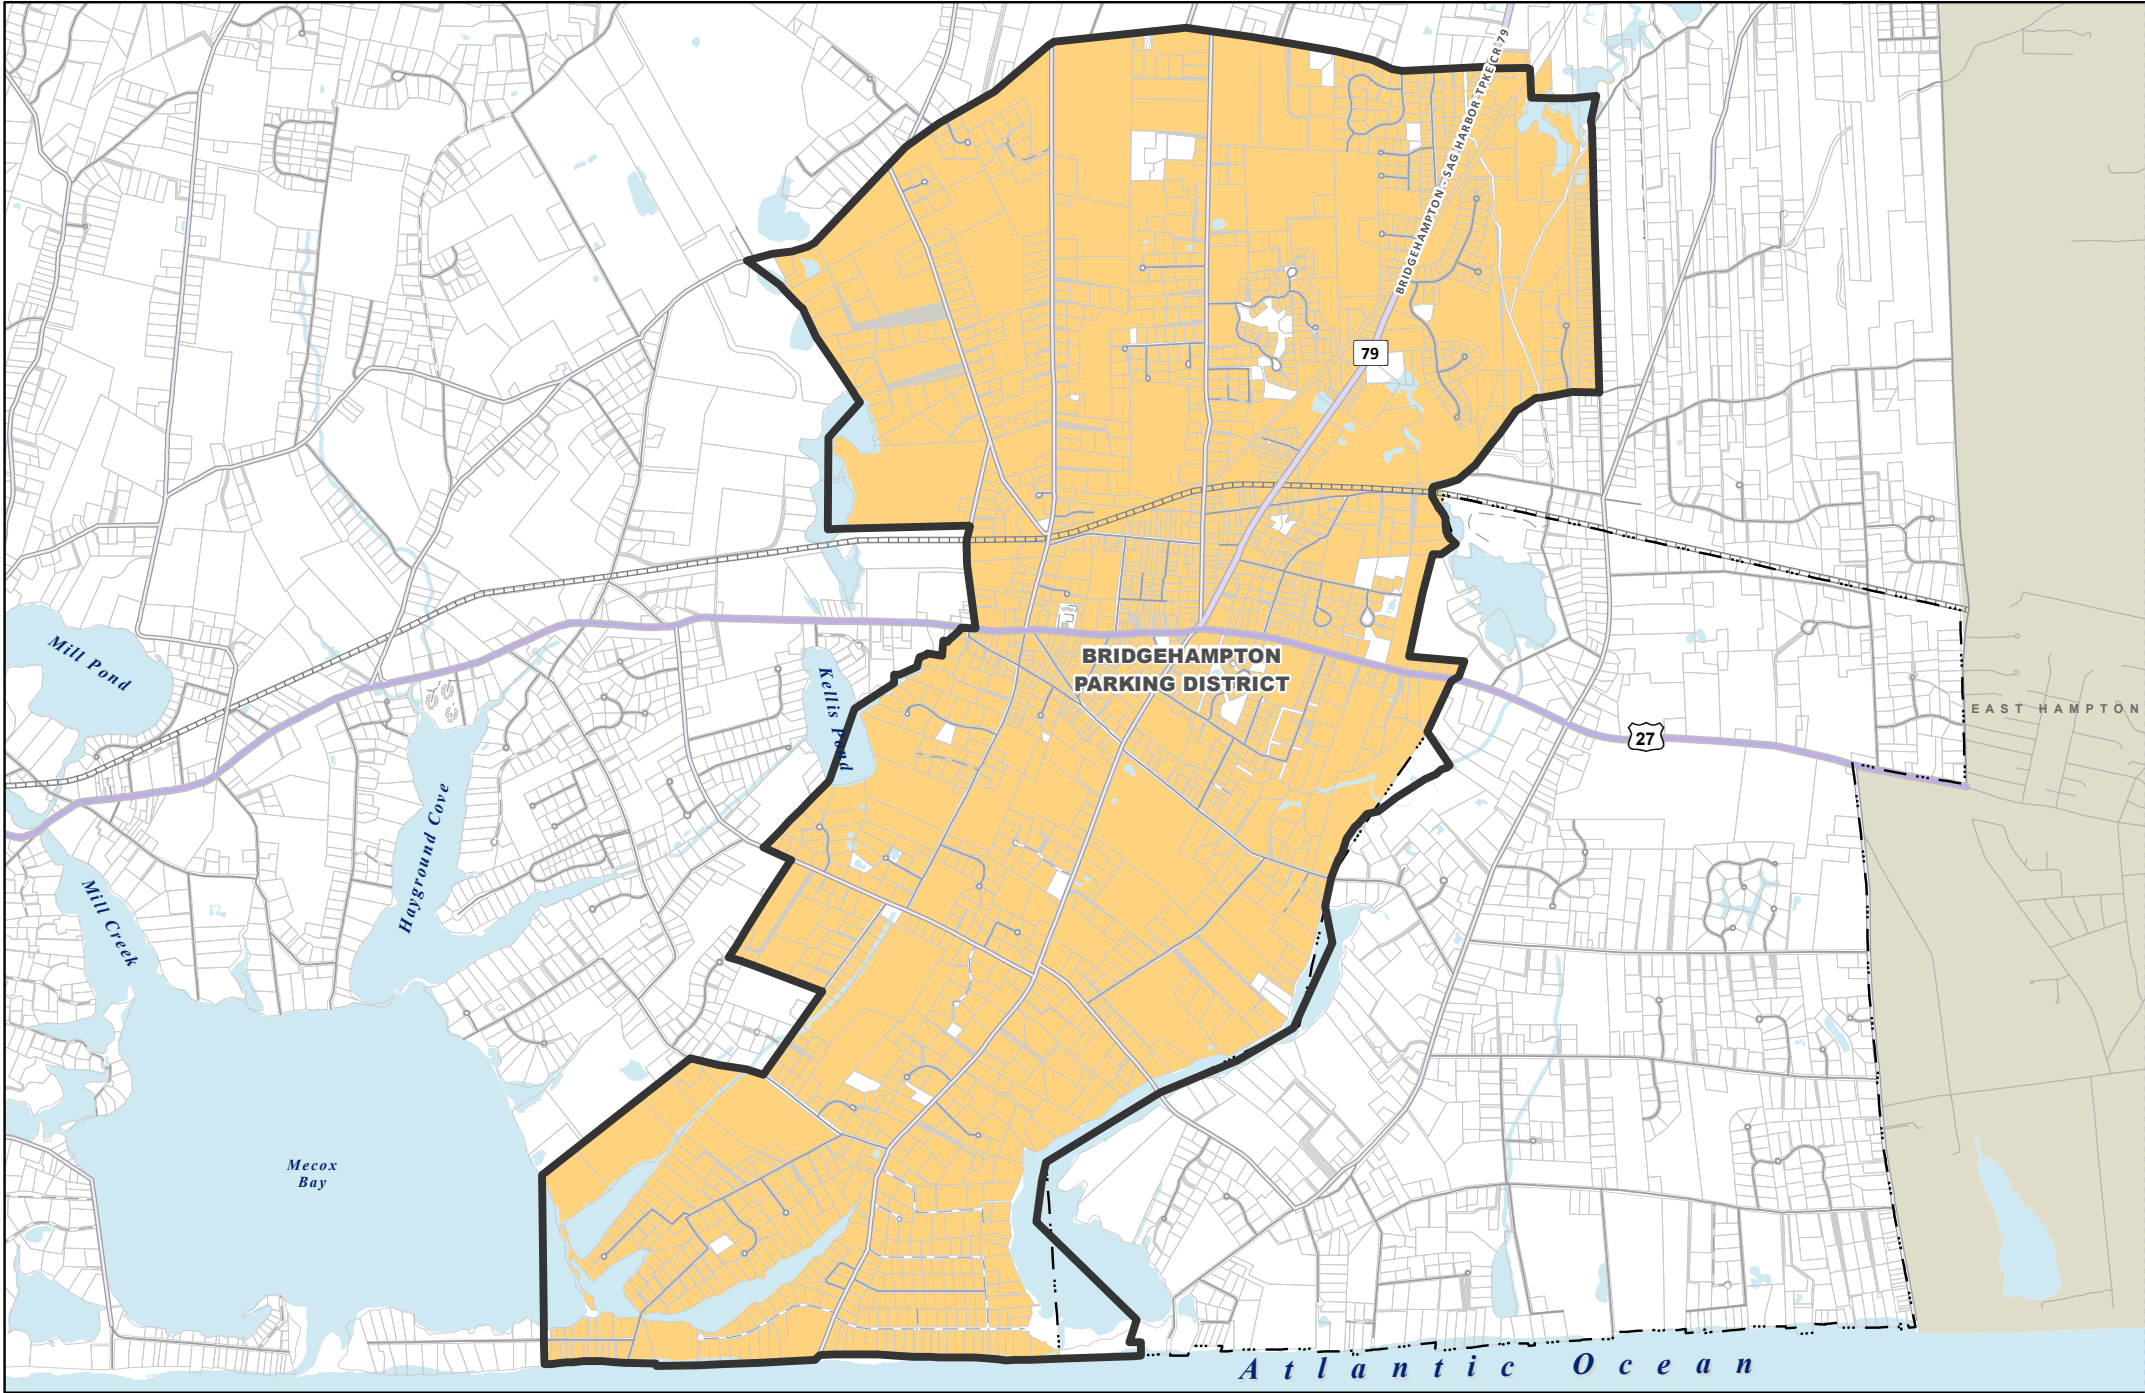 BRIDGEHAMPTON - SAG HARBOR TPKE CR 79
79
Mill Pond
Kellis Pond
BRIDGEHAMPTON
PARKING DISTRICT
EAST HAMPTON
27
Hayground Cove
Mill Creek
Mecox
Bay
Atlantic Ocean